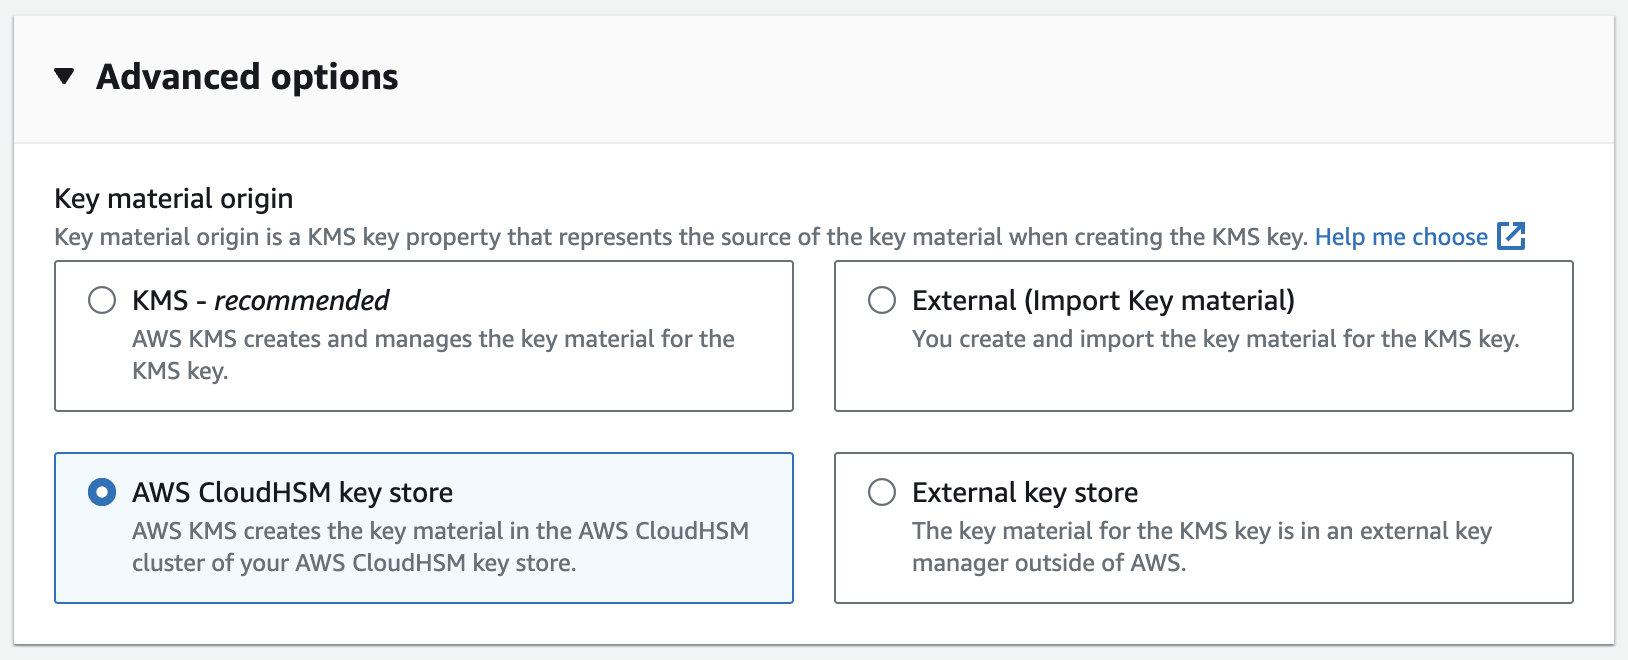 Advanced options
Key material origin
Key material origin is a KMS key property that represents the source of the key material when creating the KMS key. Help me choose
KMS - recommended
AWS KMS creates and manages the key material for the
KMS key.
External (Import Key material)
You create and import the key material for the KMS key.
AWS CloudHSM key store
AWS KMS creates the key material in the AWS CloudHSM
cluster of your AWS CloudHSM key store.
External key store
The key material for the KMS key is in an external key
manager outside of AWS.